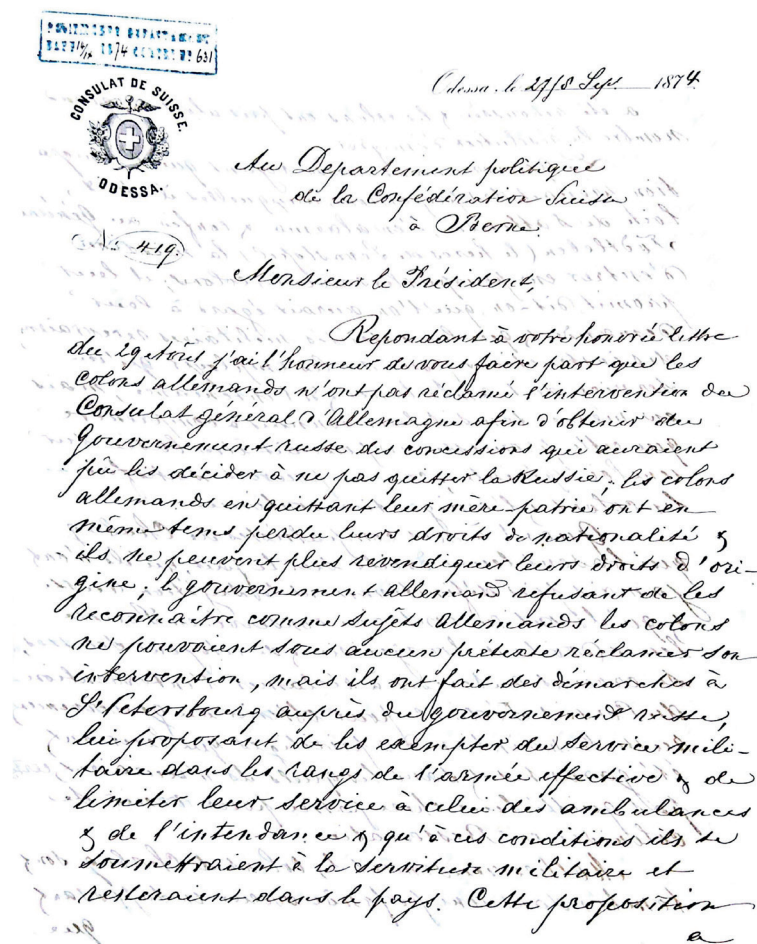 POLITISCHES DEPARTEMENT
1874 631
CONSULAT DE SUISSE.
ODESSA.
Odessa, le 27/8 Sept. 1874.
Au Departement politique
de la Confédération Suisse
à Berne.
No. 419.
Monsieur le Président,
Repondant à votre honorée lettre
du 29 Août j'ai l'honneur de vous faire part que les
colons allemands n'ont pas réclamé l'intervention du
Consulat général d'Allemagne afin d'obtenir du
Gouvernement russe des concessions qui auraient
pu les décider à ne pas quitter la Russie; les colons
allemands en quittant leur mère-patrie ont en
même tems perdu leurs droits de nationalité &
ils ne peuvent plus revendiquer leurs droits d'ori-
gine; le gouvernement allemand refusant de les
reconnaître comme sujets Allemands les colons
ne pouvaient sous aucun prétexte réclamer son
intervention, mais ils ont fait des démarches à
St Petersbourg auprès du gouvernement russe,
lui proposant de les exempter du service mili-
taire dans les rangs de l'armée effective & de
limiter leur service à celui des ambulances
& de l'intendance & qu'à ces conditions ils se
soumettraient à la servitude militaire et
resteraient dans le pays. Cette proposition
a